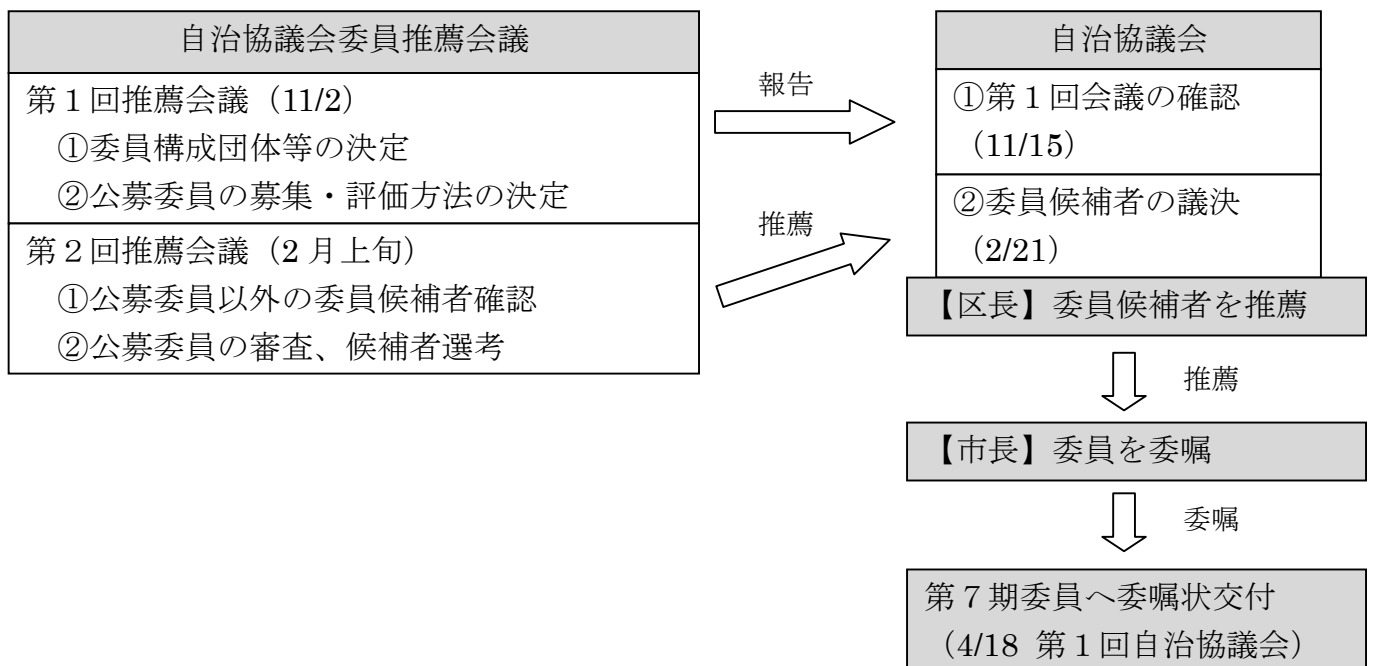 自治協議会委員推薦会議
第１回推薦会議（11/2）
①委員構成団体等の決定
②公募委員の募集・評価方法の決定
第２回推薦会議（2 月上旬）
①公募委員以外の委員候補者確認
②公募委員の審査、候補者選考
報告
推薦
自治協議会
①第１回会議の確認
（11/15）
②委員候補者の議決
（2/21）
【区長】委員候補者を推薦
推薦
【市長】委員を委嘱
委嘱
第７期委員へ委嘱状交付
（4/18 第１回自治協議会）